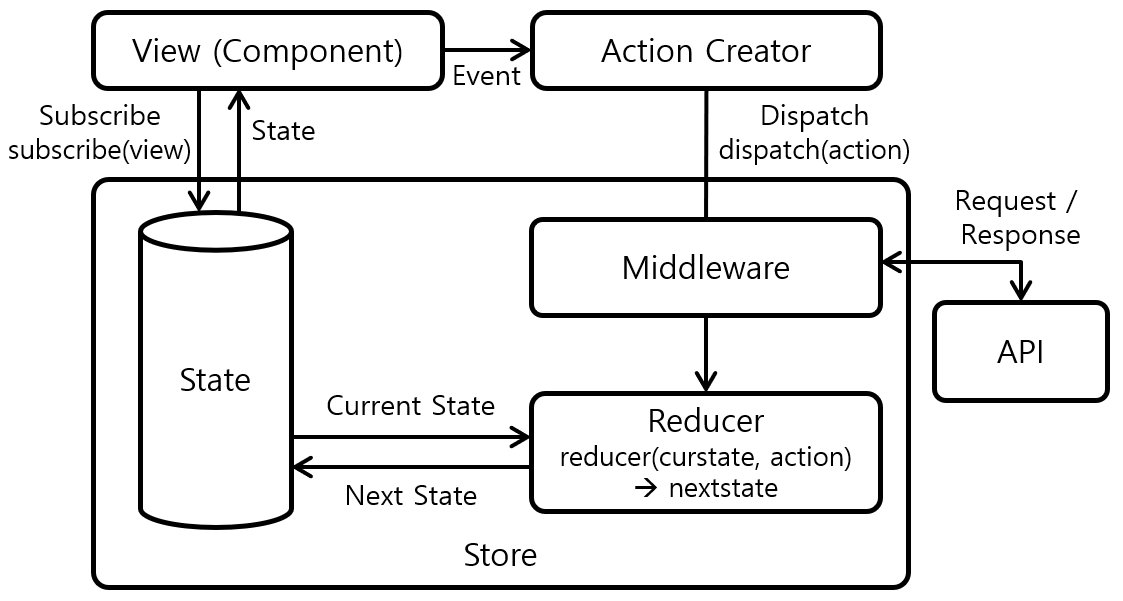 View (Component)
Event
Action Creator
Subscribe
subscribe(view)
State
Dispatch
dispatch(action)
Request /
Response
Middleware
API
State
Current State
Next State
Reducer
reducer(curstate, action)
→ nextstate
Store